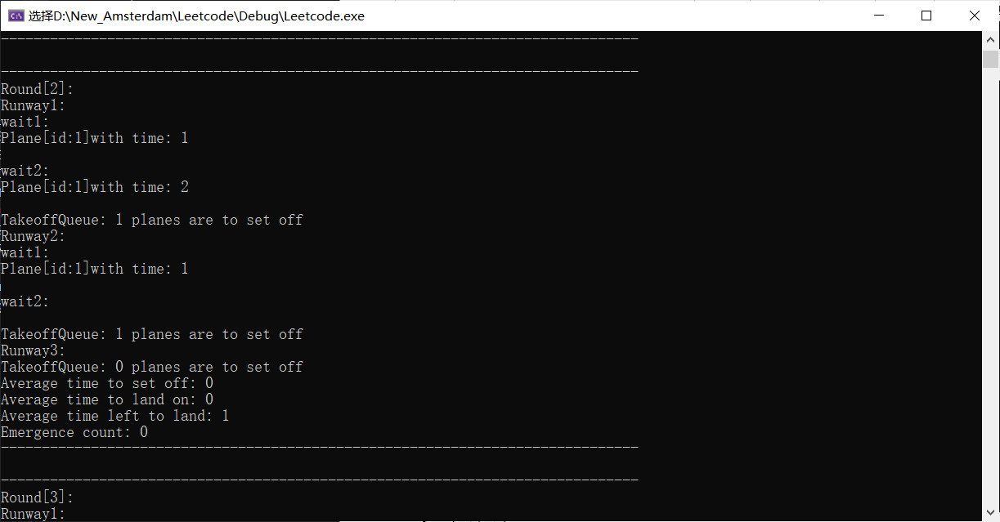 选择D:\New_Amsterdam\Leetcode\Debug\Leetcode.exe
------------------------------------------------------------------------------
------------------------------------------------------------------------------
Round[2]:
Runway1:
wait1:
Plane[id:1]with time: 1
wait2:
Plane[id:1]with time: 2
TakeoffQueue: 1 planes are to set off
Runway2:
wait1:
Plane[id:1]with time: 1
wait2:
TakeoffQueue: 1 planes are to set off
Runway3:
TakeoffQueue: 0 planes are to set off
Average time to set off: 0
Average time to land on: 0
Average time left to land: 1
Emergence count: 0
------------------------------------------------------------------------------
------------------------------------------------------------------------------
Round[3]:
Runway1: